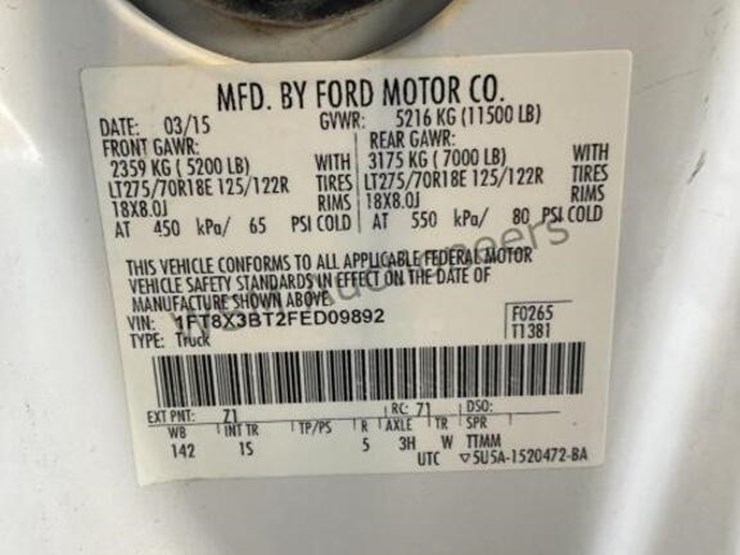 MFD. BY FORD MOTOR CO.
DATE: 03/15 GVWR: 5216 KG (11500 LB)
FRONT GAWR: REAR GAWR:
2359 KG ( 5200 LB) WITH 3175 KG ( 7000 LB) WITH
LT275/70R18E 125/122R TIRES LT275/70R18E 125/122R TIRES
18X8.0J RIMS 18X8.0J RIMS
AT 450 kPa/ 65 PSI COLD AT 550 kPa/ 80 PSI COLD
THIS VEHICLE CONFORMS TO ALL APPLICABLE FEDERAL MOTOR
VEHICLE SAFETY STANDARDS IN EFFECT ON THE DATE OF
MANUFACTURE SHOWN ABOVE.
VIN: 1FT8X3BT2FED09892 F0265
TYPE: Truck T1381
EXT PNT: Z1 RC: 71 DSO:
WB INT TR TP/PS R AXLE TR SPR
142 1S 5 3H W TTMM
UTC ▽5U5A-1520472-BA